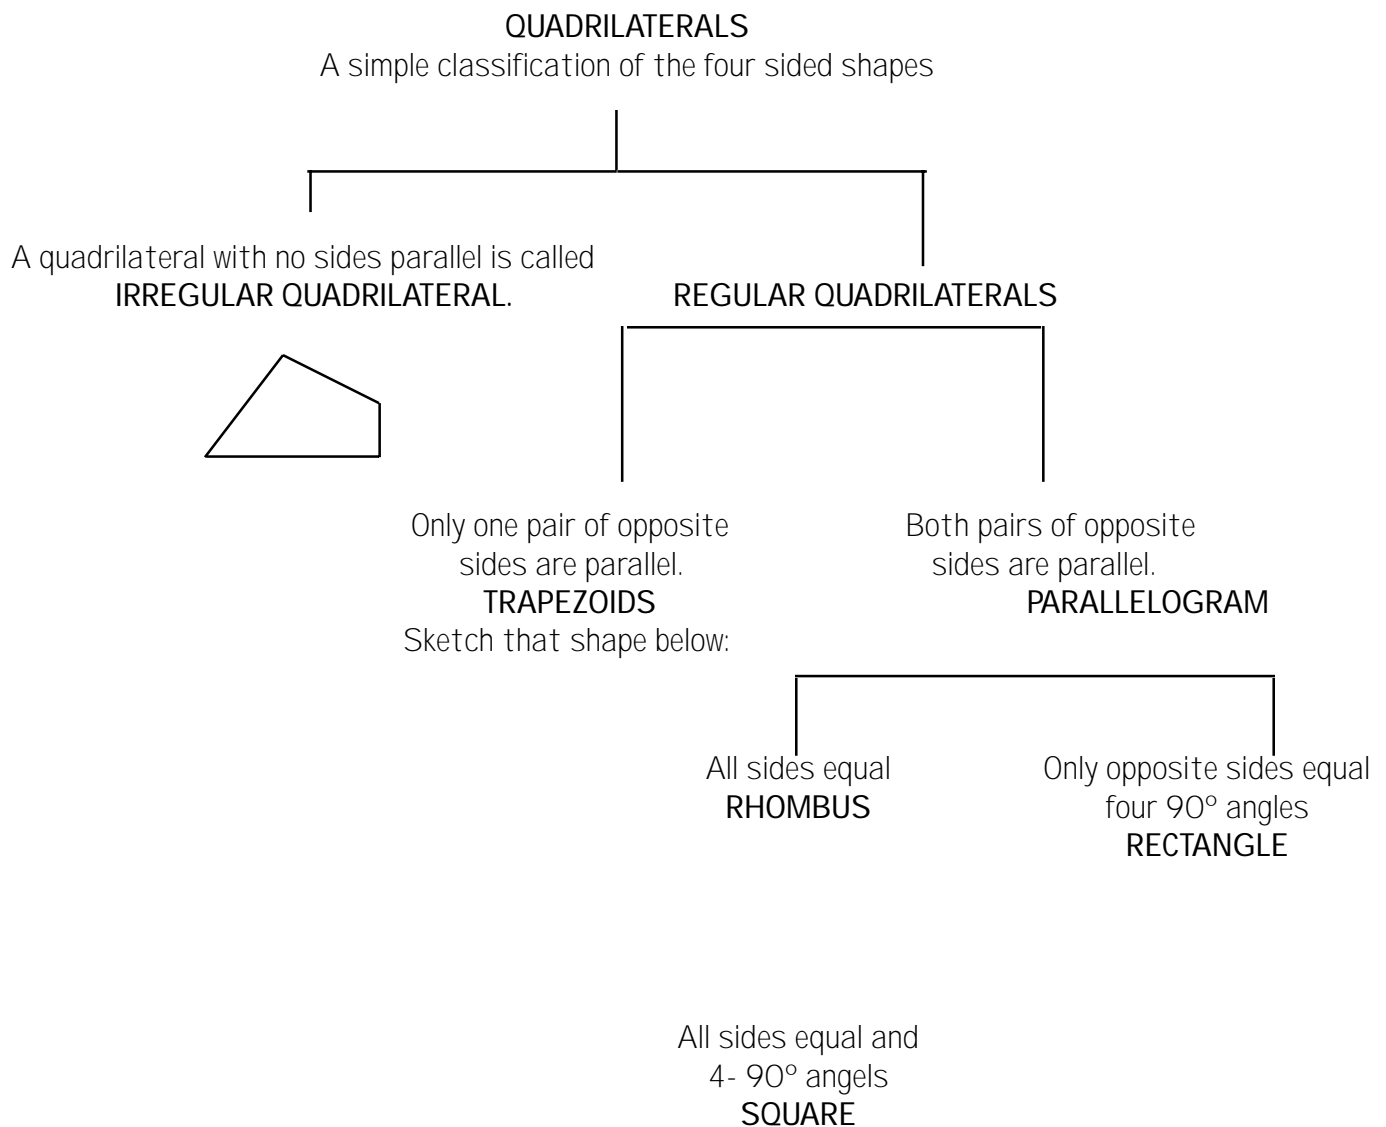 QUADRILATERALS
A simple classification of the four sided shapes
A quadrilateral with no sides parallel is called
IRREGULAR QUADRILATERAL.
REGULAR QUADRILATERALS
Only one pair of opposite
sides are parallel.
TRAPEZOIDS
Sketch that shape below:
Both pairs of opposite
sides are parallel.
PARALLELOGRAM
All sides equal
RHOMBUS
Only opposite sides equal
four 90° angles
RECTANGLE
All sides equal and
4- 90° angels
SQUARE